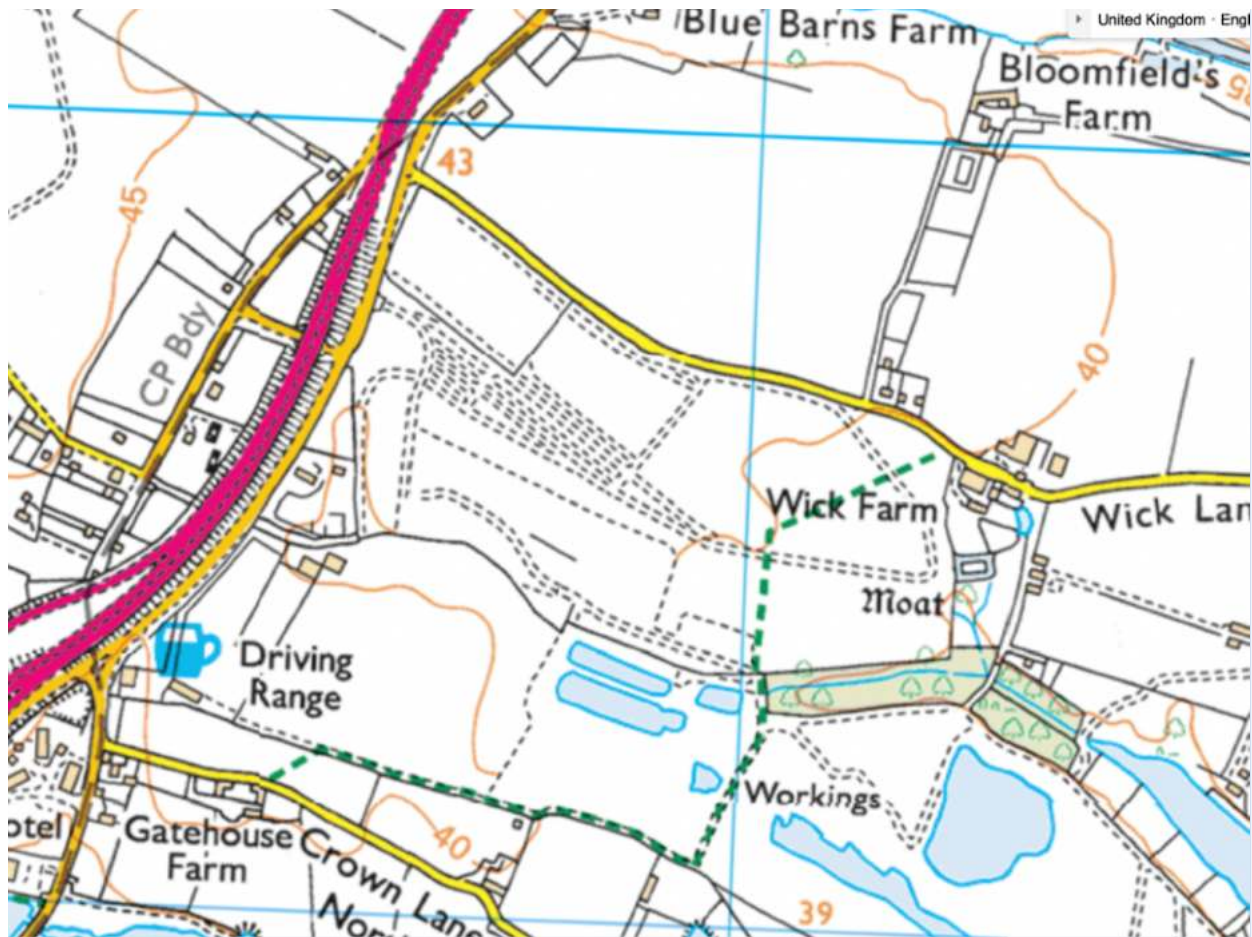 Blue Barns Farm
United Kingdom · Engl
Bloomfield's
Farm
35
43
45
CP Bdy
40
Wick Farm
Wick Lan
Moat
Driving
Range
Workings
otel
Gatehouse
Farm
Crown Lane
40
Nor
39